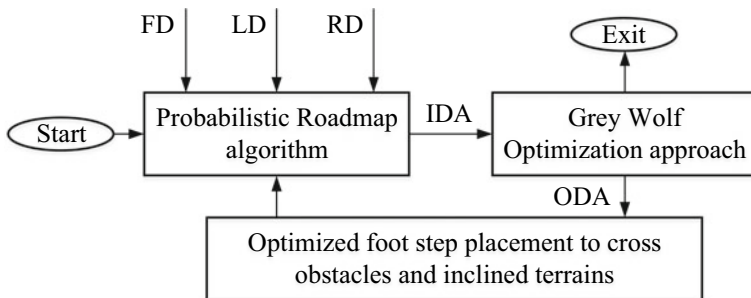 FD LD RD
Exit
Start
Probabilistic Roadmap
algorithm
IDA
Grey Wolf
Optimization approach
ODA
Optimized foot step placement to cross
obstacles and inclined terrains